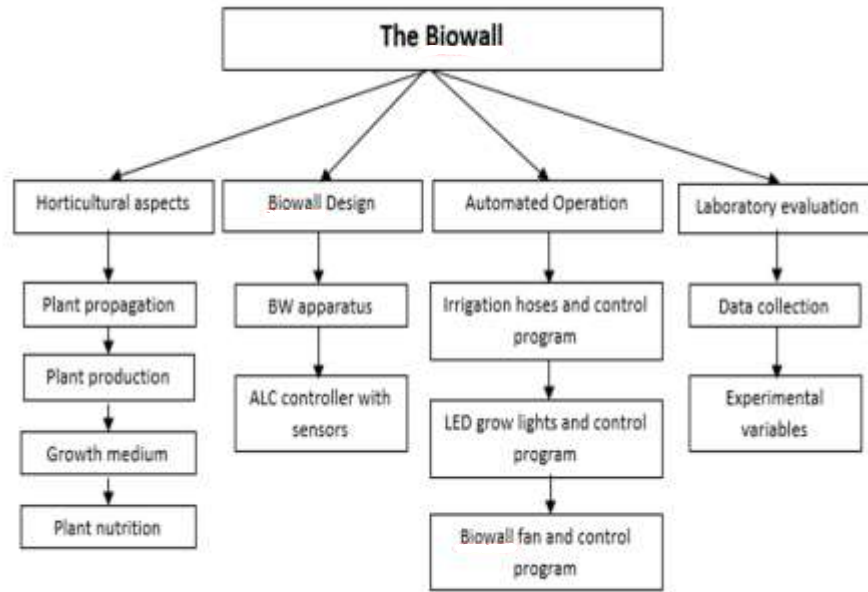 The Biowall
Horticultural aspects
Plant propagation
Plant production
Growth medium
Plant nutrition
Biowall Design
BW apparatus
ALC controller with
sensors
Automated Operation
Irrigation hoses and control
program
LED grow lights and control
program
Biowall fan and control
program
Laboratory evaluation
Data collection
Experimental
variables